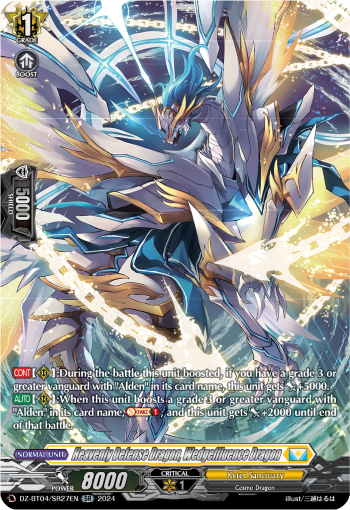 1
GRADE
BOOST
5000
SHIELD
CONT【】:During the battle this unit boosted, if you have a grade 3 or
greater vanguard with "Alden" in its card name, this unit gets +5000.
AUTO【】:When this unit boosts a grade 3 or greater vanguard with
"Alden" in its card name, 1, and this unit gets +2000 until end
of that battle.
NORMAL UNIT
Heavenly Defense Dragon, Wedgefluence Dragon
POWER 8000
CRITICAL
1
Keter Sanctuary
Cosmo Dragon
DZ-BT04/SR27EN SR 2024
illust/三越はるは